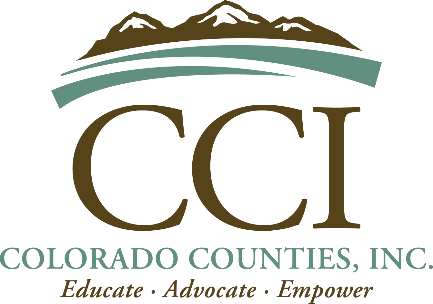 CCI
COLORADO COUNTIES, INC.
Educate · Advocate · Empower